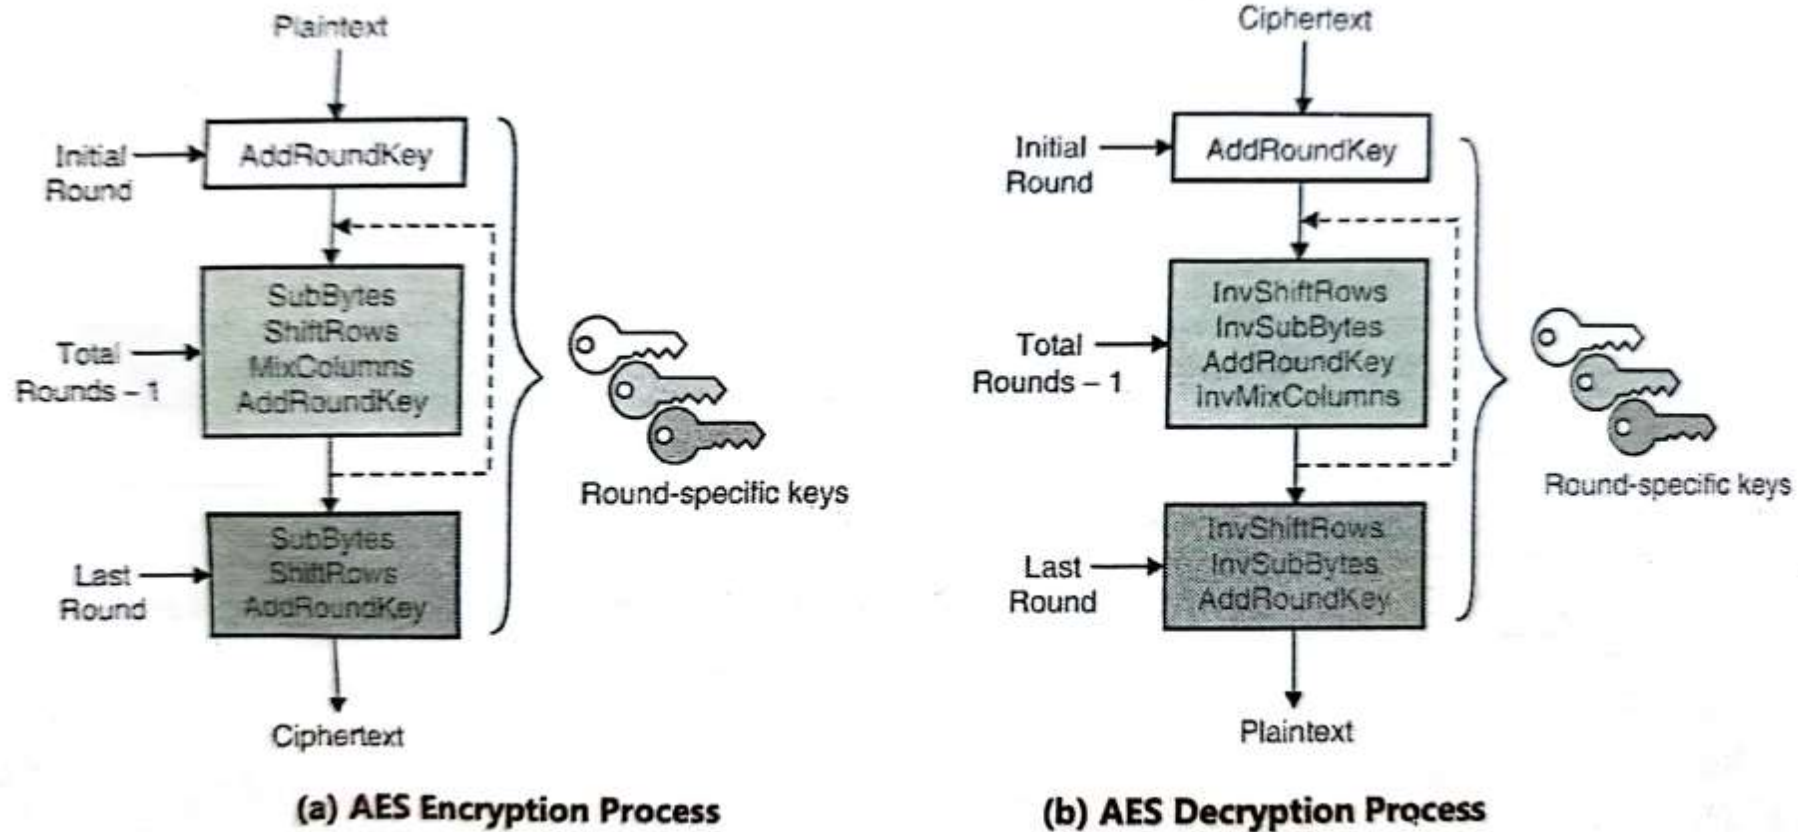 Plaintext
Initial
Round
AddRoundKey
Total
Rounds – 1
SubBytes
ShiftRows
MixColumns
AddRoundKey
Round-specific keys
Last
Round
SubBytes
ShiftRows
AddRoundKey
Ciphertext
(a) AES Encryption Process
Ciphertext
Initial
Round
AddRoundKey
Total
Rounds – 1
InvShiftRows
InvSubBytes
AddRoundKey
InvMixColumns
Round-specific keys
Last
Round
InvShiftRows
InvSubBytes
AddRoundKey
Plaintext
(b) AES Decryption Process